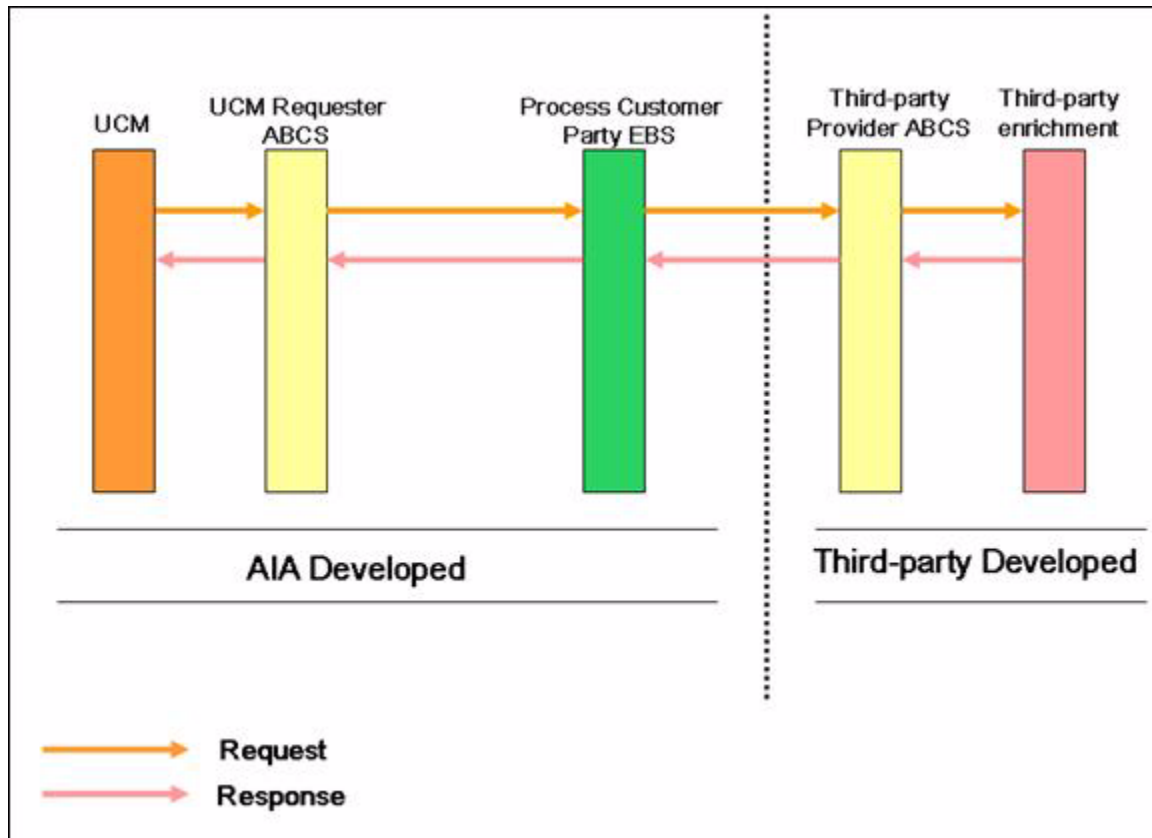 UCM
UCM Requester
ABCS
Process Customer
Party EBS
Third-party
Provider ABCS
Third-party
enrichment
AIA Developed
Third-party Developed
Request
Response